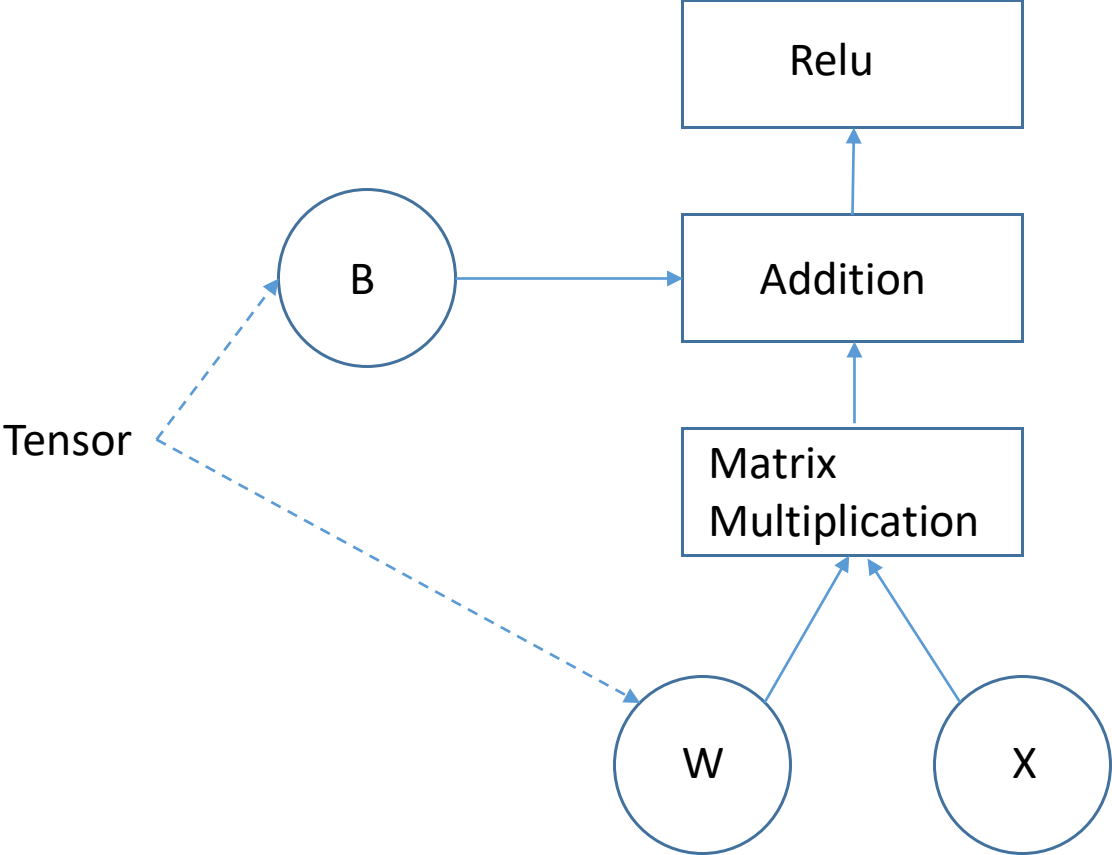 Relu
B
Addition
Tensor
Matrix
Multiplication
W
X